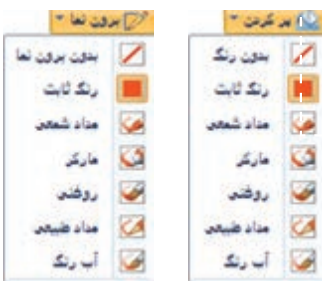 پر کردن
بدون رنگ
رنگ ثابت
مداد شمعی
مارکر
روغنی
مداد طبیعی
آب رنگ
برون نما
بدون برون نما
رنگ ثابت
مداد شمعی
مارکر
روغنی
مداد طبیعی
آب رنگ